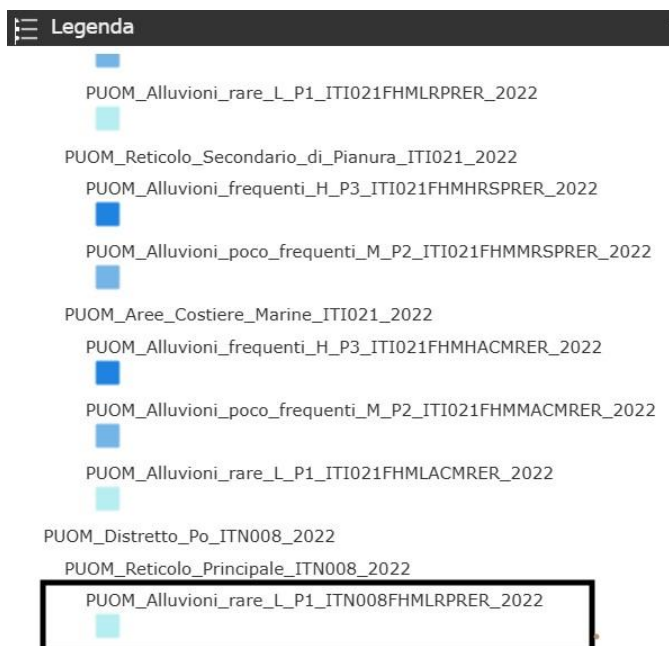 Legenda
PUOM_Alluvioni_rare_L_P1_ITI021FHMLRPRER_2022
PUOM_Reticolo_Secondario_di_Pianura_ITI021_2022
PUOM_Alluvioni_frequenti_H_P3_ITI021FHMHRSPRER_2022
PUOM_Alluvioni_poco_frequenti_M_P2_ITI021FHMMRSPRER_2022
PUOM_Aree_Costiere_Marine_ITI021_2022
PUOM_Alluvioni_frequenti_H_P3_ITI021FHMHACMRER_2022
PUOM_Alluvioni_poco_frequenti_M_P2_ITI021FHMMACMRER_2022
PUOM_Alluvioni_rare_L_P1_ITI021FHMLACMRER_2022
PUOM_Distretto_Po_ITN008_2022
PUOM_Reticolo_Principale_ITN008_2022
PUOM_Alluvioni_rare_L_P1_ITN008FHMLRPRER_2022